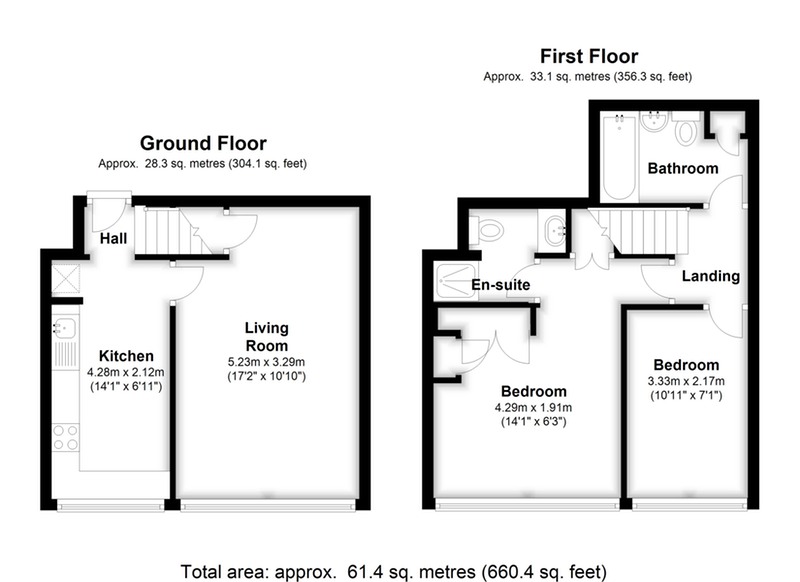 Ground Floor
Approx. 28.3 sq. metres (304.1 sq. feet)
Hall
Kitchen
4.28m x 2.12m
(14'1" x 6'11")
Living
Room
5.23m x 3.29m
(17'2" x 10'10")
First Floor
Approx. 33.1 sq. metres (356.3 sq. feet)
Bathroom
En-suite
Landing
Bedroom
4.29m x 1.91m
(14'1" x 6'3")
Bedroom
3.33m x 2.17m
(10'11" x 7'1")
Total area: approx. 61.4 sq. metres (660.4 sq. feet)